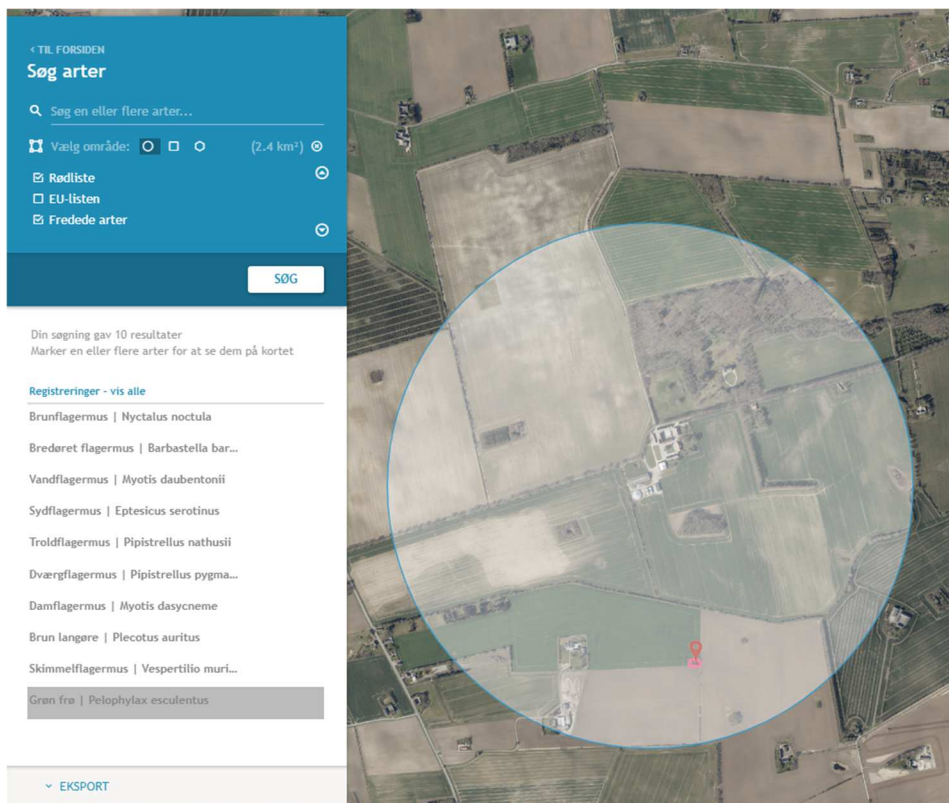 ‹ TIL FORSIDEN
Søg arter
Søg en eller flere arter...
Vælg område: (2.4 km²)
Rødliste
EU-listen
Fredede arter
SØG
Din søgning gav 10 resultater
Marker en eller flere arter for at se dem på kortet
Registreringer - vis alle
Brunflagermus | Nyctalus noctula
Bredøret flagermus | Barbastella bar...
Vandflagermus | Myotis daubentonii
Sydflagermus | Eptesicus serotinus
Troldflagermus | Pipistrellus nathusii
Dværgflagermus | Pipistrellus pygma...
Damflagermus | Myotis dasycneme
Brun langøre | Plecotus auritus
Skimmelflagermus | Vespertilio muri...
Grøn frø | Pelophylax esculentus
EKSPORT